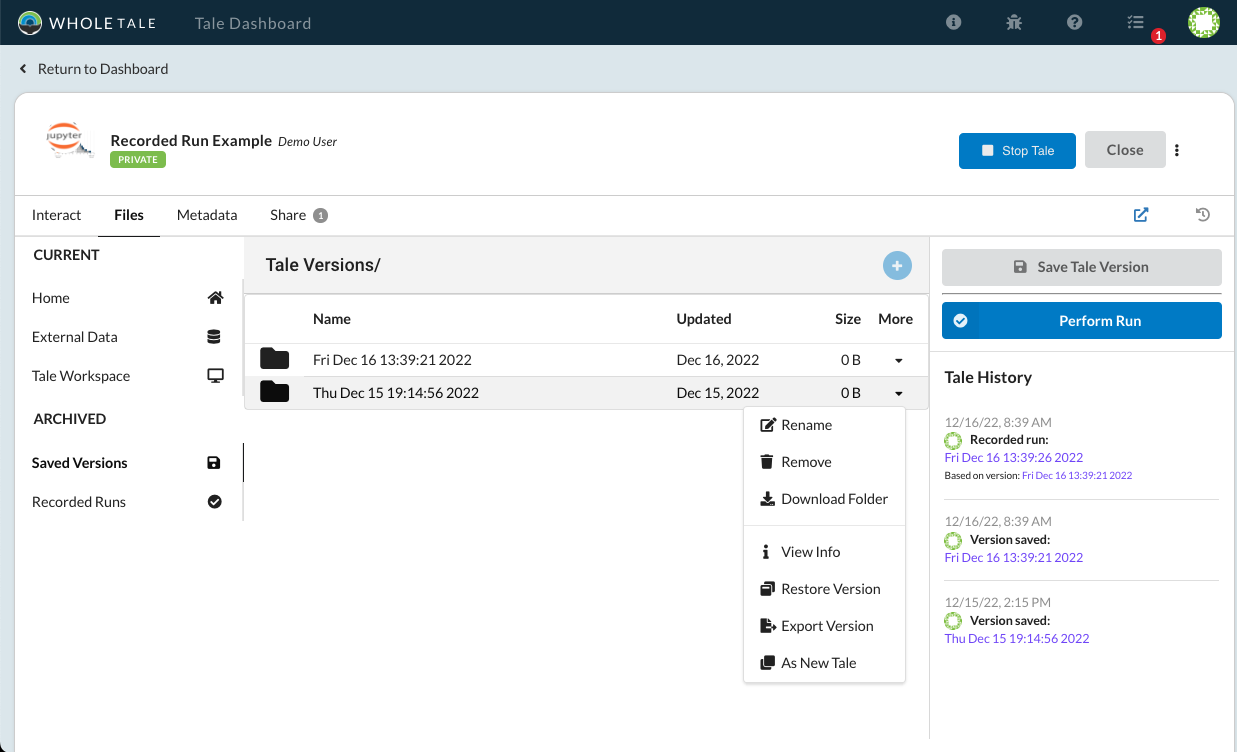 WHOLE TALE Tale Dashboard
1
Return to Dashboard
jupyter
Recorded Run Example Demo User
PRIVATE
Stop Tale
Close
Interact
Files
Metadata
Share 1
CURRENT
Home
External Data
Tale Workspace
ARCHIVED
Saved Versions
Recorded Runs
Tale Versions/
Name Updated Size More
Fri Dec 16 13:39:21 2022 Dec 16, 2022 0 B
Thu Dec 15 19:14:56 2022 Dec 15, 2022 0 B
Rename
Remove
Download Folder
View Info
Restore Version
Export Version
As New Tale
Save Tale Version
Perform Run
Tale History
12/16/22, 8:39 AM
Recorded run:
Fri Dec 16 13:39:26 2022
Based on version: Fri Dec 16 13:39:21 2022
12/16/22, 8:39 AM
Version saved:
Fri Dec 16 13:39:21 2022
12/15/22, 2:15 PM
Version saved:
Thu Dec 15 19:14:56 2022